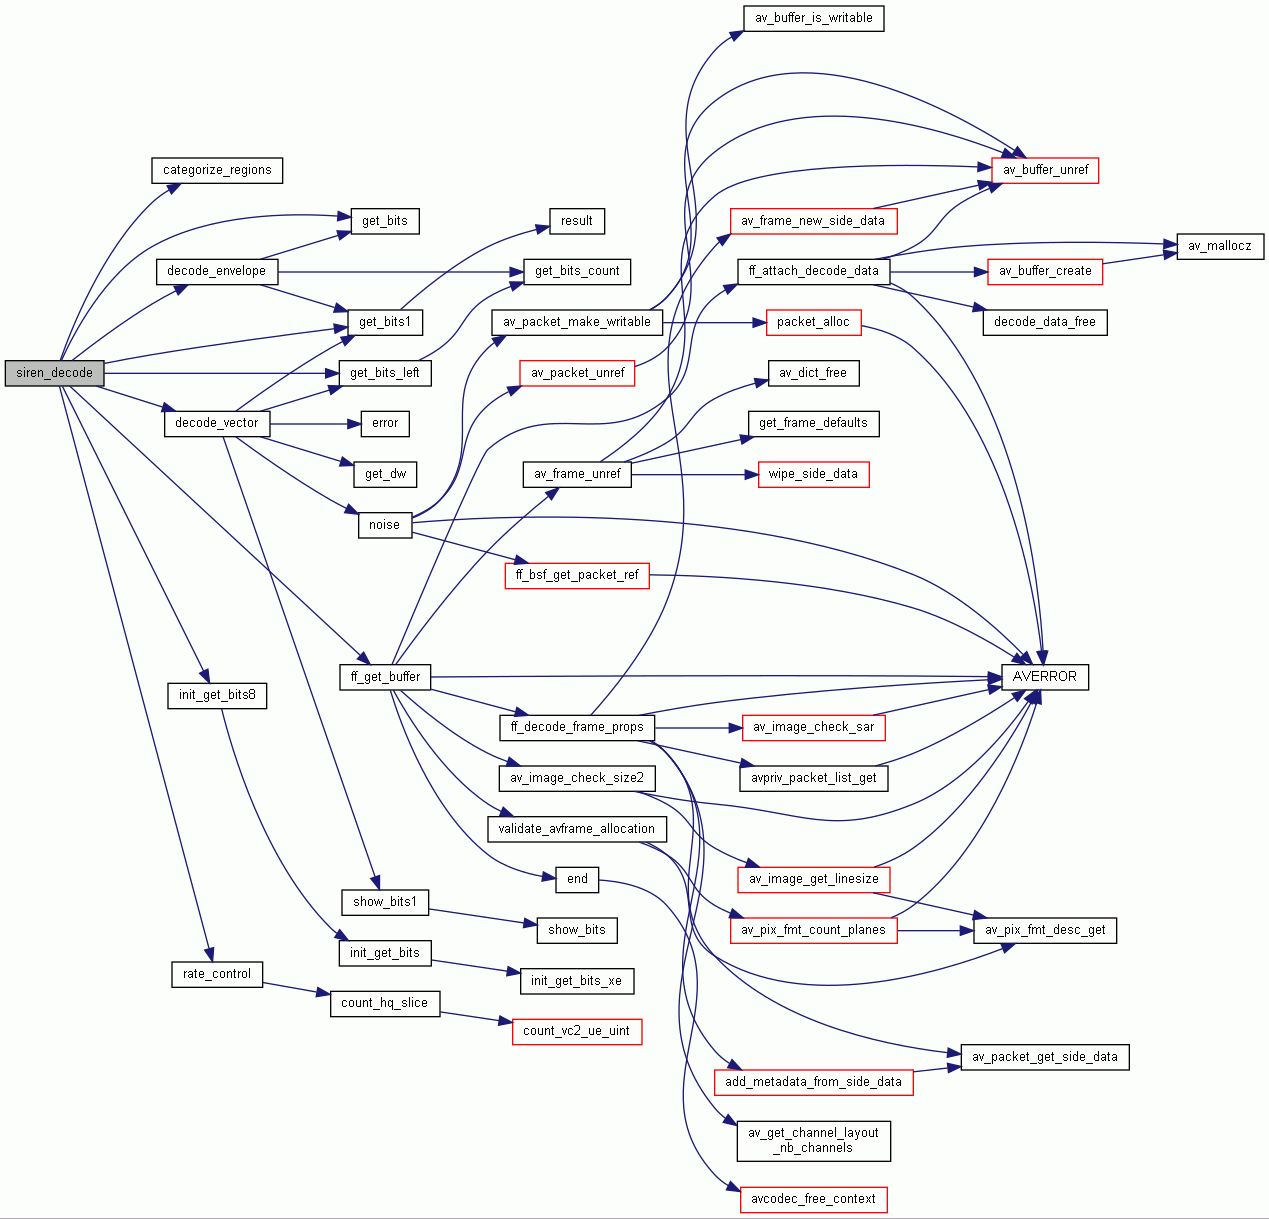 av_buffer_is_writable
categorize_regions
av_buffer_unref
get_bits
result
av_frame_new_side_data
av_mallocz
decode_envelope
get_bits_count
ff_attach_decode_data
av_buffer_create
get_bits1
av_packet_make_writable
packet_alloc
decode_data_free
siren_decode
get_bits_left
av_packet_unref
av_dict_free
decode_vector
error
get_frame_defaults
get_dw
av_frame_unref
wipe_side_data
noise
ff_bsf_get_packet_ref
ff_get_buffer
AVERROR
init_get_bits8
ff_decode_frame_props
av_image_check_sar
av_image_check_size2
avpriv_packet_list_get
validate_avframe_allocation
end
av_image_get_linesize
show_bits1
show_bits
av_pix_fmt_count_planes
av_pix_fmt_desc_get
init_get_bits
rate_control
init_get_bits_xe
count_hq_slice
count_vc2_ue_uint
av_packet_get_side_data
add_metadata_from_side_data
av_get_channel_layout
_nb_channels
avcodec_free_context